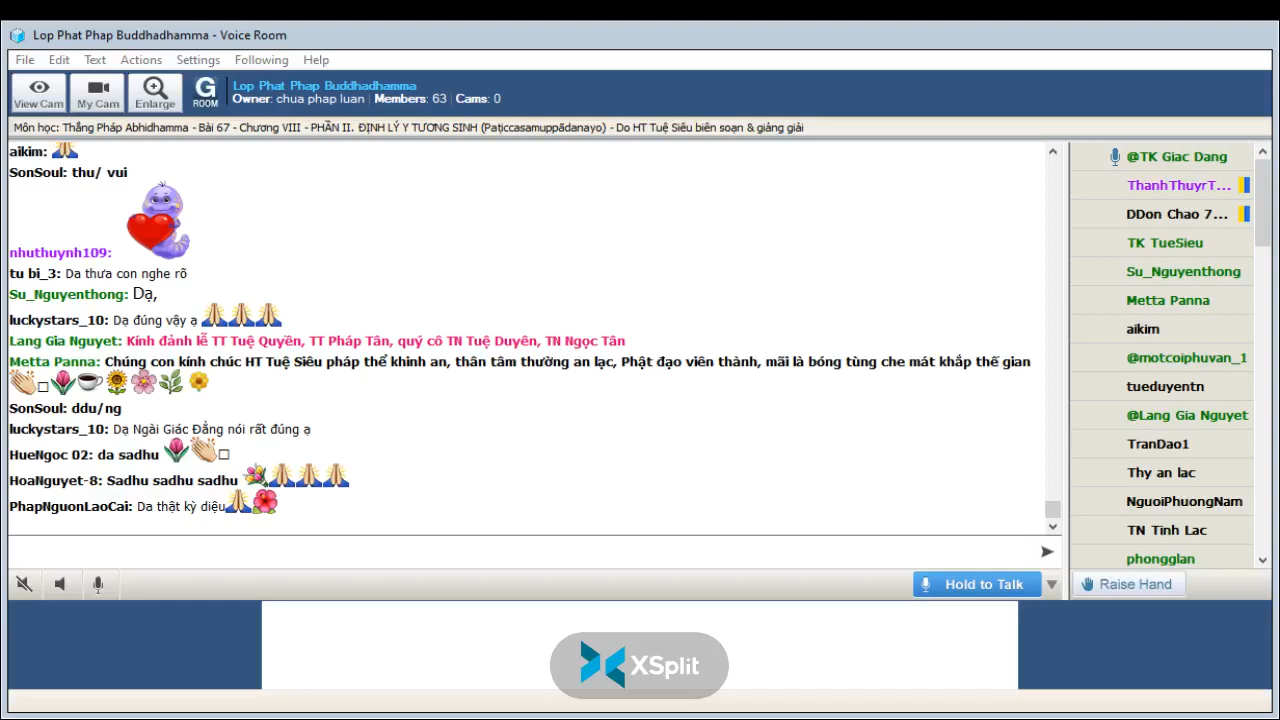 Lop Phat Phap Buddhadhamma - Voice Room
File Edit Text Actions Settings Following Help
View Cam My Cam Enlarge G ROOM
Lop Phat Phap Buddhadhamma
Owner: chua phap luan | Members: 63 | Cams: 0
Môn học: Thắng Pháp Abhidhamma - Bài 67 - Chương VIII - PHẦN II. ĐỊNH LÝ Y TƯƠNG SINH (Paṭiccasamuppādanayo) - Do HT Tuệ Siêu biên soạn & giảng giải
aikim:
SonSoul: thu/ vui
nhuthuynh109:
tu bi_3: Da thưa con nghe rõ
Su_Nguyenthong: Dạ,
luckystars_10: Dạ đúng vậy ạ
Lang Gia Nguyet: Kính đảnh lễ TT Tuệ Quyền, TT Pháp Tân, quý cô TN Tuệ Duyên, TN Ngọc Tân
Metta Panna: Chúng con kính chúc HT Tuệ Siêu pháp thể khinh an, thân tâm thường an lạc, Phật đạo viên thành, mãi là bóng tùng che mát khắp thế gian
SonSoul: ddu/ng
luckystars_10: Dạ Ngài Giác Đẳng nói rất đúng ạ
HueNgoc 02: da sadhu
HoaNguyet-8: Sadhu sadhu sadhu
PhapNguonLaoCai: Da thật kỳ diệu
@TK Giac Dang
ThanhThuyrT...
DDon Chao 7...
TK TueSieu
Su_Nguyenthong
Metta Panna
aikim
@motcoiphuvan_1
tueduyentn
@Lang Gia Nguyet
TranDao1
Thy an lac
NguoiPhuongNam
TN Tinh Lac
phongglan
Hold to Talk
Raise Hand
XSplit